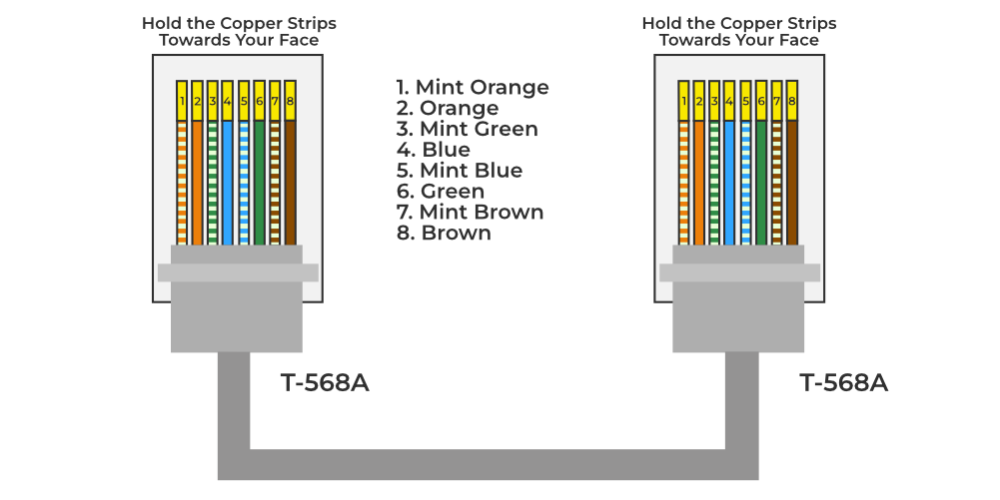 Hold the Copper Strips
Towards Your Face
Hold the Copper Strips
Towards Your Face
1 2 3 4 5 6 7 8
1. Mint Orange
2. Orange
3. Mint Green
4. Blue
5. Mint Blue
6. Green
7. Mint Brown
8. Brown
1 2 3 4 5 6 7 8
T-568A
T-568A